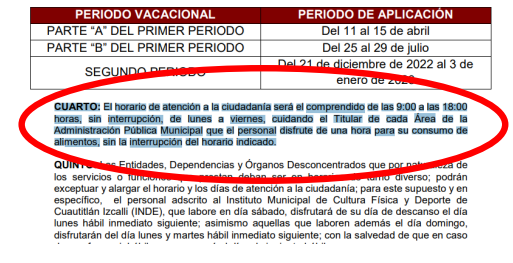 PERIODO VACACIONAL PERIODO DE APLICACIÓN
PARTE “A” DEL PRIMER PERIODO Del 11 al 15 de abril
PARTE “B” DEL PRIMER PERIODO Del 25 al 29 de julio
SEGUNDO PERIODO Del 21 de diciembre de 2022 al 3 de
enero de
CUARTO: El horario de atención a la ciudadanía será el comprendido de las 9:00 a las 18:00
horas, sin interrupción, de lunes a viernes, cuidando el Titular de cada Área de la
Administración Pública Municipal que el personal disfrute de una hora para su consumo de
alimentos, sin la interrupción del horario indicado.
Las Entidades, Dependencias y Órganos Desconcentrados que por naturaleza de
los servicios o deban ser en turno diverso; podrán
exceptuar y alargar el horario y los días de atención a la ciudadanía; para este supuesto y en
específico, el personal adscrito al Instituto Municipal de Cultura Física y Deporte de
Cuautitlán Izcalli (INDE), que labore en día sábado, disfrutará de su día de descanso el día
lunes hábil inmediato siguiente; asimismo aquellas que laboren además el día domingo,
disfrutarán del día lunes y martes hábil inmediato siguiente; con la salvedad de que en caso